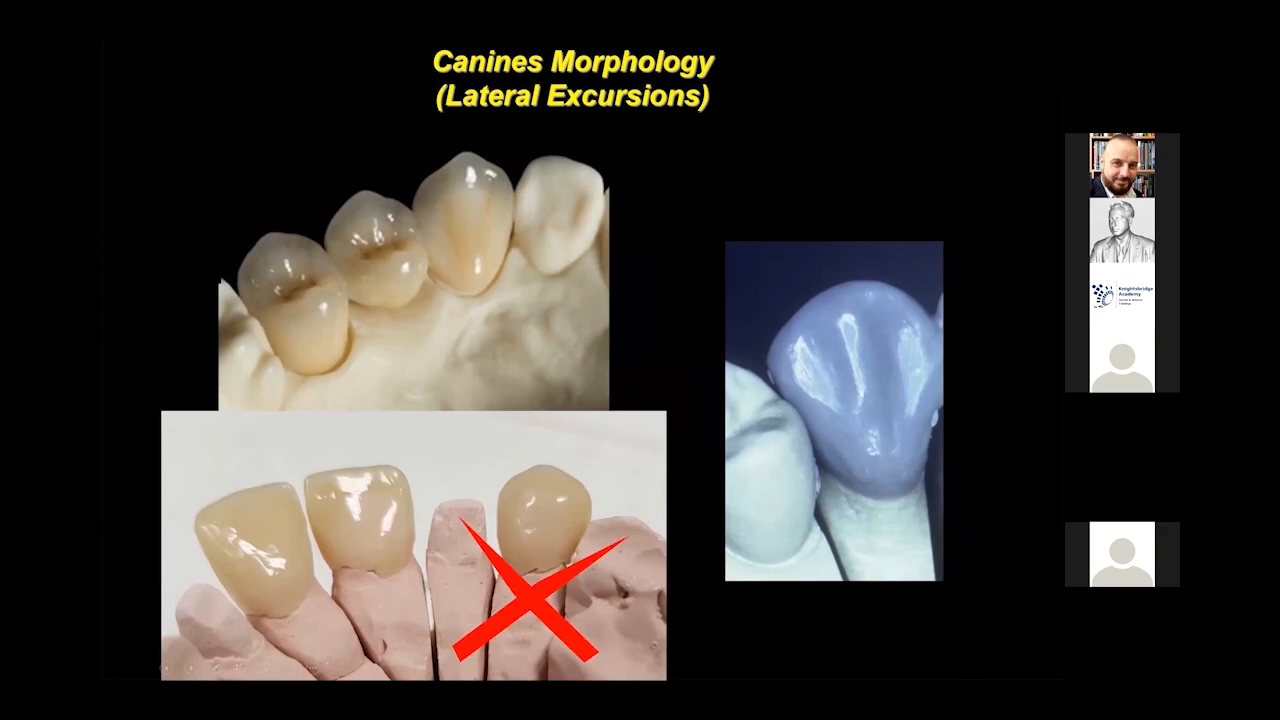 Canines Morphology
(Lateral Excursions)
Knightsbridge
Academy